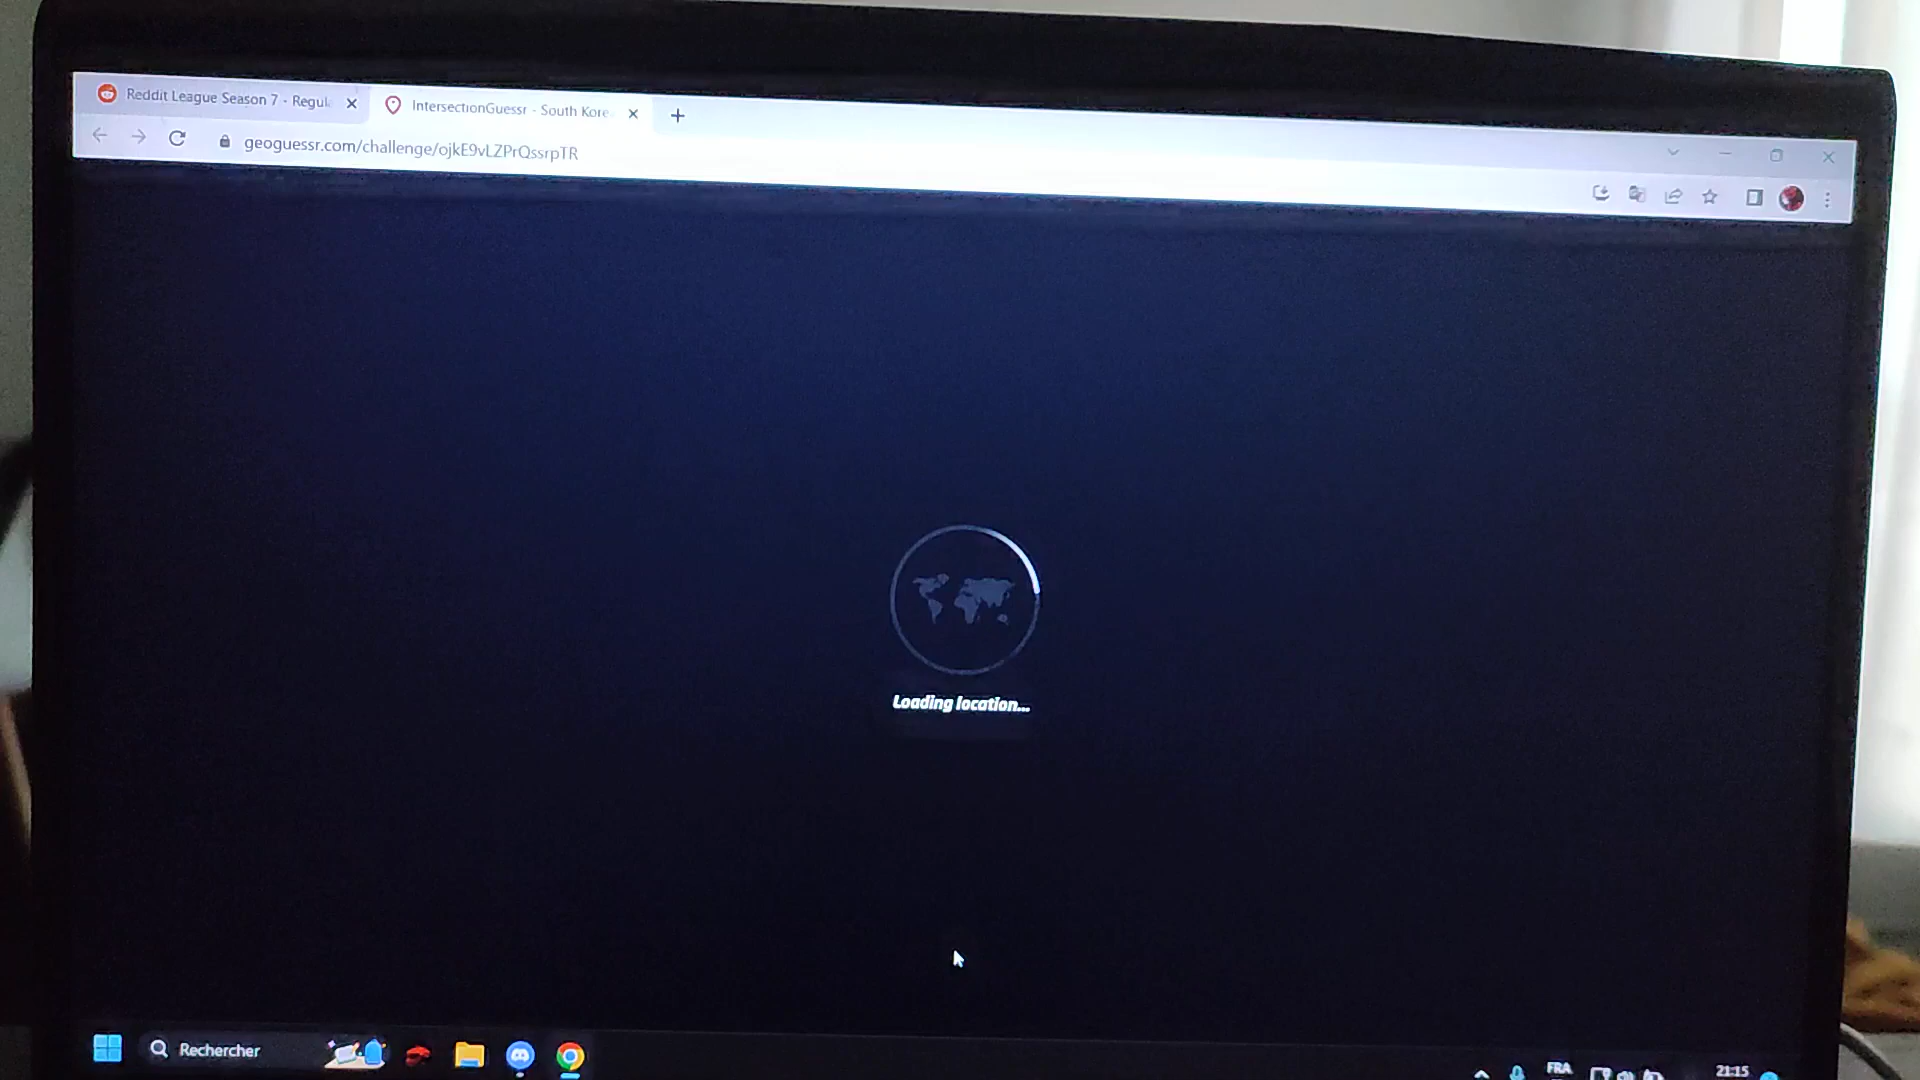 Reddit League Season 7 - Regul
IntersectionGuessr - South Kore
geoguessr.com/challenge/ojkE9vLZPrQssrpTR
Loading location...
Rechercher
FRA
21:15